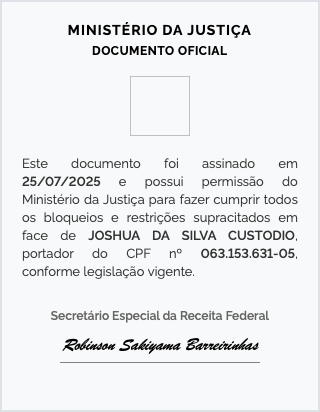 MINISTÉRIO DA JUSTIÇA
DOCUMENTO OFICIAL
Este documento foi assinado em
25/07/2025 e possui permissão do
Ministério da Justiça para fazer cumprir todos
os bloqueios e restrições supracitados em
face de JOSHUA DA SILVA CUSTODIO,
portador do CPF nº 063.153.631-05,
conforme legislação vigente.
Secretário Especial da Receita Federal
Robinson Sakiyama Barreirinhas